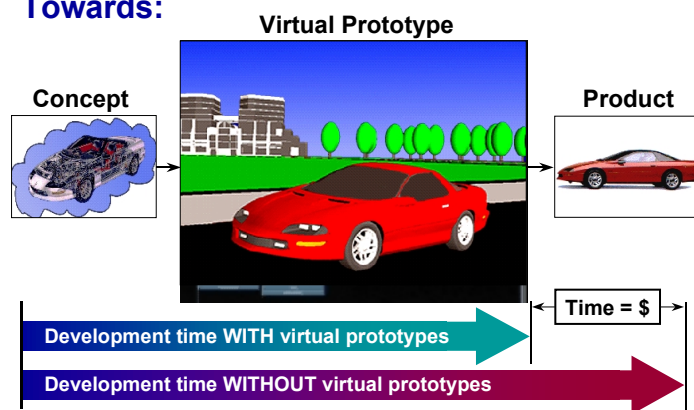 Towards:
Virtual Prototype
Concept
Product
Time = $
Development time WITH virtual prototypes
Development time WITHOUT virtual prototypes